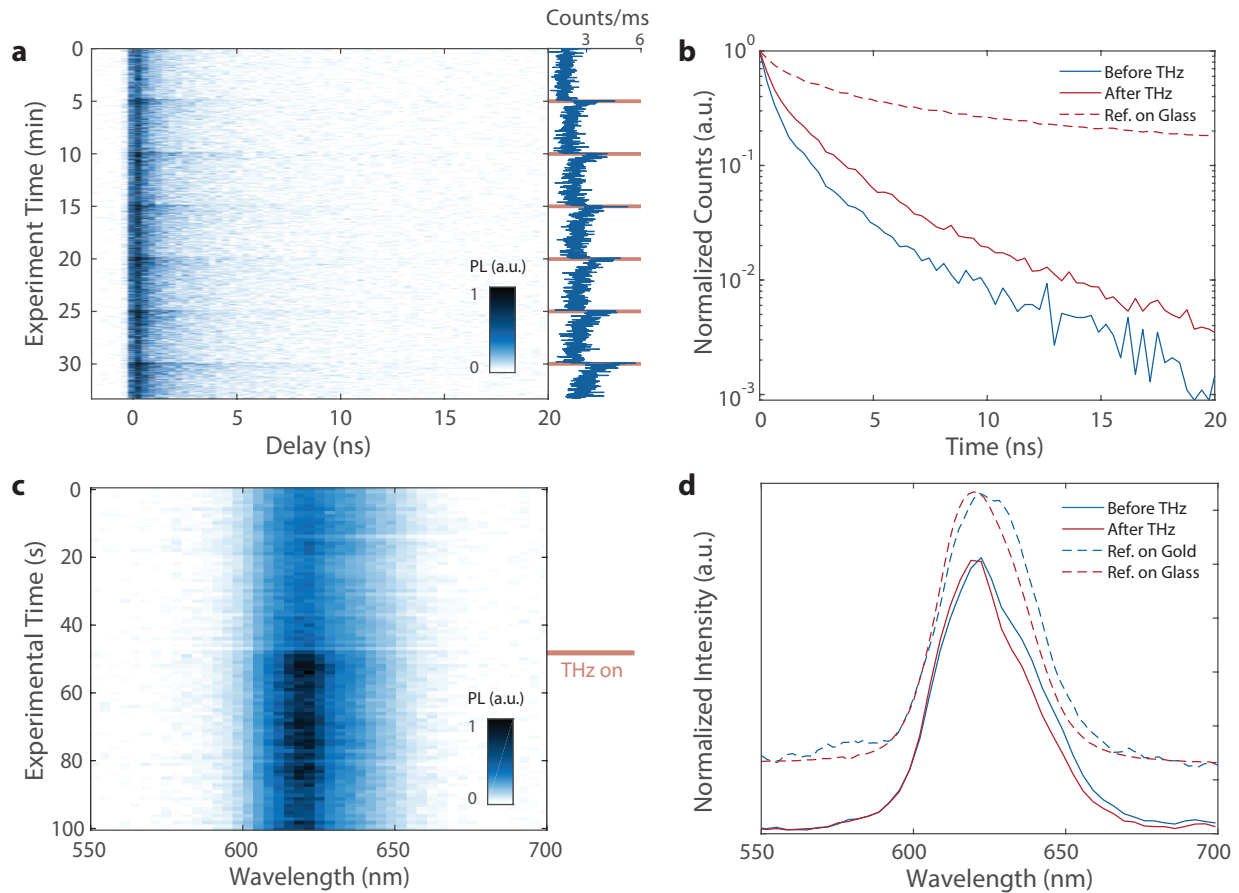 a
Counts/ms
3 6
0
5
10
15
20
25
30
Experiment Time (min)
PL (a.u.)
1
0
0 5 10 15 20
Delay (ns)
b
10^0
10^-1
10^-2
10^-3
Normalized Counts (a.u.)
Before THz
After THz
Ref. on Glass
0 5 10 15 20
Time (ns)
c
0
20
40
60
80
100
Experimental Time (s)
THz on
PL (a.u.)
1
0
550 600 650 700
Wavelength (nm)
d
Normalized Intensity (a.u.)
Before THz
After THz
Ref. on Gold
Ref. on Glass
550 600 650 700
Wavelength (nm)